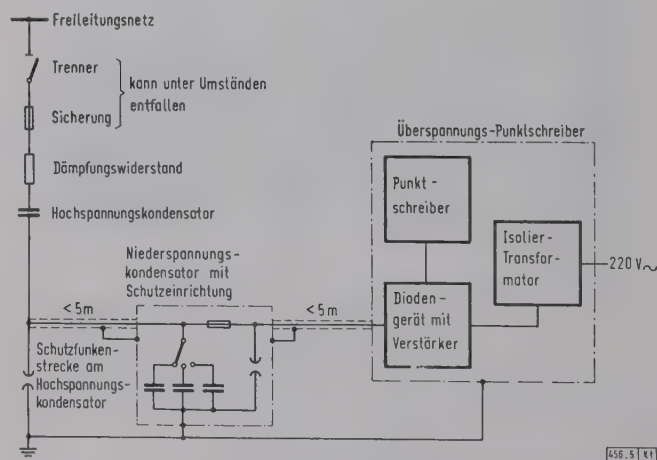 Freileitungsnetz
Trenner
kann unter Umständen
entfallen
Sicherung
Dämpfungswiderstand
Hochspannungskondensator
Überspannungs-Punktschreiber
Punkt-
schreiber
Isolier-
Transfor-
mator
220 V~
Dioden-
gerät mit
Verstärker
Niederspannungs-
kondensator mit
Schutzeinrichtung
<5m
<5m
Schutzfunken-
strecke am
Hochspannungs-
kondensator
456.5 Kt